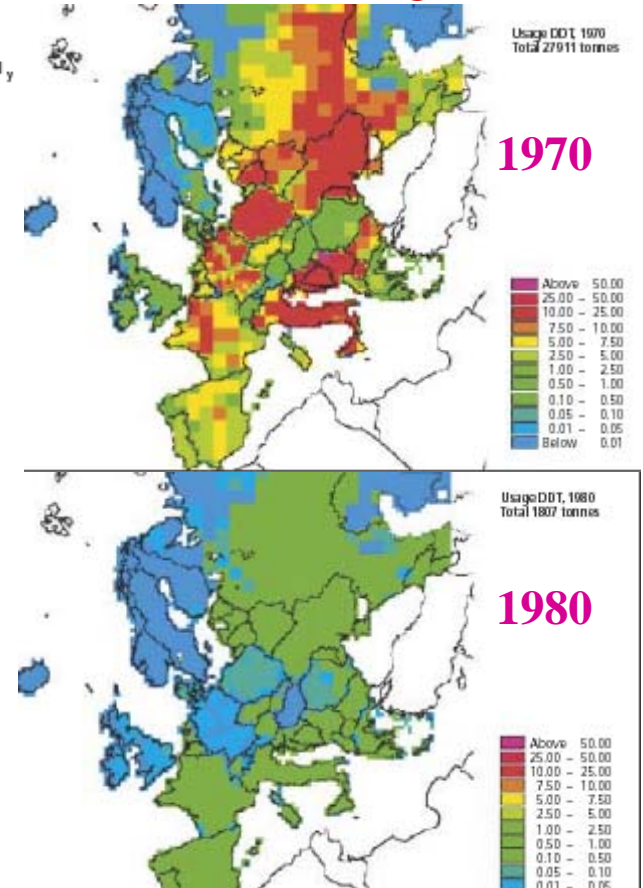 y
Usage DDT, 1970
Total 27911 tonnes
1970
Above 50.00
25.00 - 50.00
10.00 - 25.00
7.50 - 10.00
5.00 - 7.50
2.50 - 5.00
1.00 - 2.50
0.50 - 1.00
0.10 - 0.50
0.05 - 0.10
0.01 - 0.05
Below 0.01
Usage DDT, 1980
Total 1807 tonnes
1980
Above 50.00
25.00 - 50.00
10.00 - 25.00
7.50 - 10.00
5.00 - 7.50
2.50 - 5.00
1.00 - 2.50
0.50 - 1.00
0.10 - 0.50
0.05 - 0.10
0.01 - 0.05